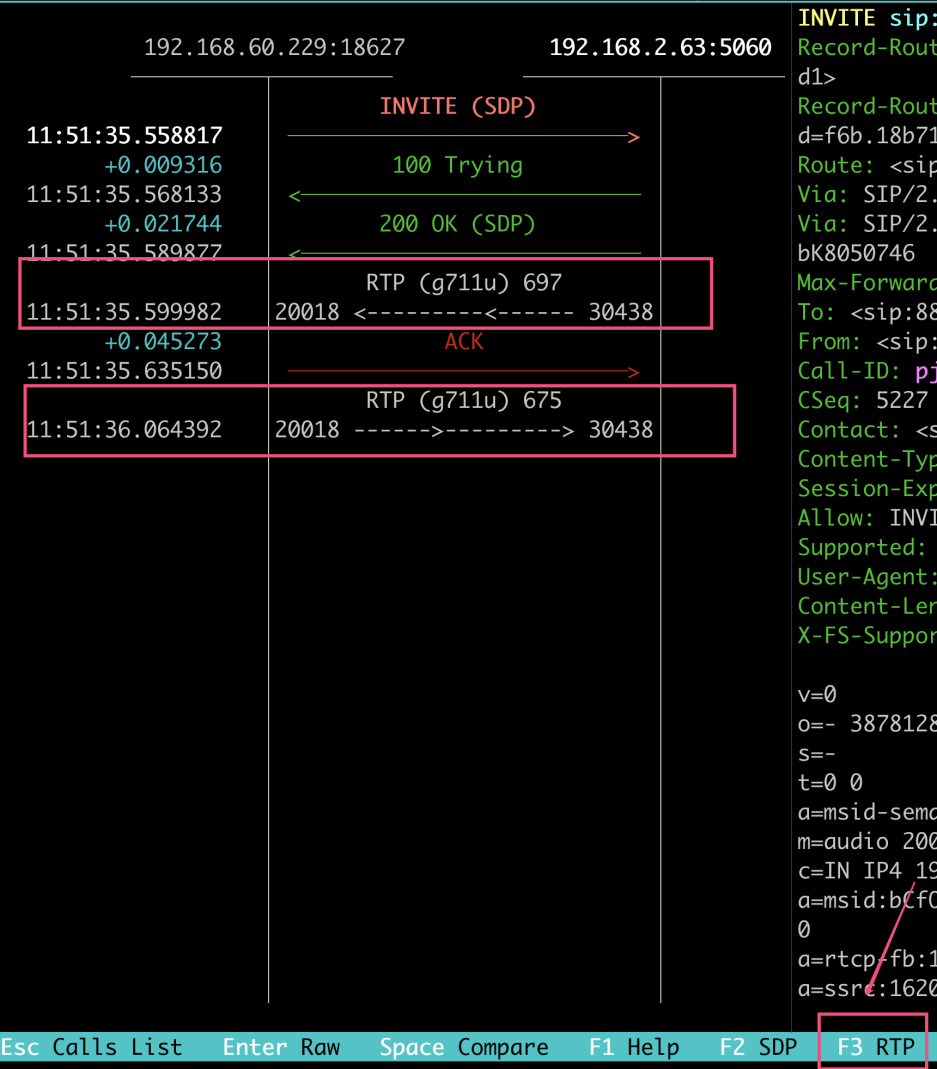 192.168.60.229:18627 192.168.2.63:5060
INVITE (SDP)
11:51:35.558817
+0.009316 100 Trying
11:51:35.568133
+0.021744 200 OK (SDP)
11:51:35.589877
RTP (g711u) 697
11:51:35.599982 20018 <---------<------ 30438
+0.045273 ACK
11:51:35.635150
RTP (g711u) 675
11:51:36.064392 20018 ------>---------> 30438
INVITE sip:
Record-Rout
d1>
Record-Rout
d=f6b.18b71
Route: <sip
Via: SIP/2.
Via: SIP/2.
bK8050746
Max-Forward
To: <sip:88
From: <sip:
Call-ID: pj
CSeq: 5227
Contact: <s
Content-Typ
Session-Exp
Allow: INVI
Supported:
User-Agent:
Content-Len
X-FS-Suppor
v=0
o=- 3878128
s=-
t=0 0
a=msid-sema
m=audio 200
c=IN IP4 19
a=msid:bCfO
0
a=rtcp-fb:1
a=ssrc:1620
Esc Calls List Enter Raw Space Compare F1 Help F2 SDP F3 RTP